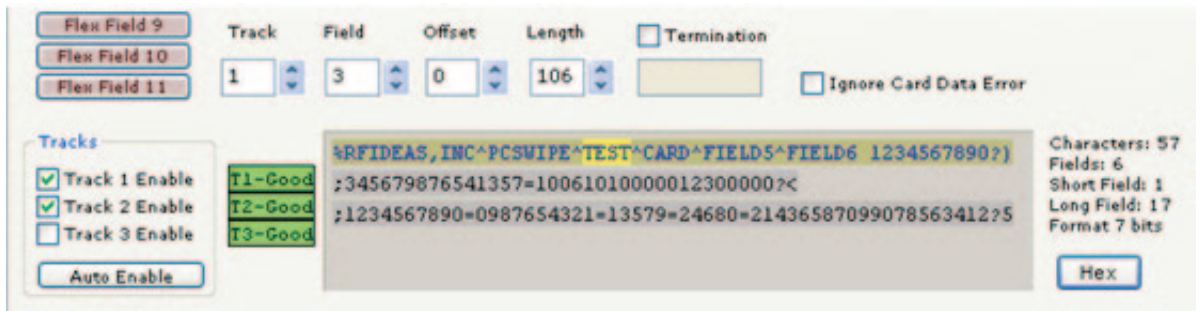 Flex Field 9
Flex Field 10
Flex Field 11
Track Field Offset Length Termination
1 3 0 106
Ignore Card Data Error
Tracks
Track 1 Enable
Track 2 Enable
Track 3 Enable
Auto Enable
T1-Good
T2-Good
T3-Good
%RFIDEAS,INC^PCSWIPE^TEST^CARD^FIELD5^FIELD6 1234567890?)
;345679876541357=10061010000012300000?<
;1234567890=0987654321=13579=24680=21436587099078563412?5
Characters: 57
Fields: 6
Short Field: 1
Long Field: 17
Format 7 bits
Hex